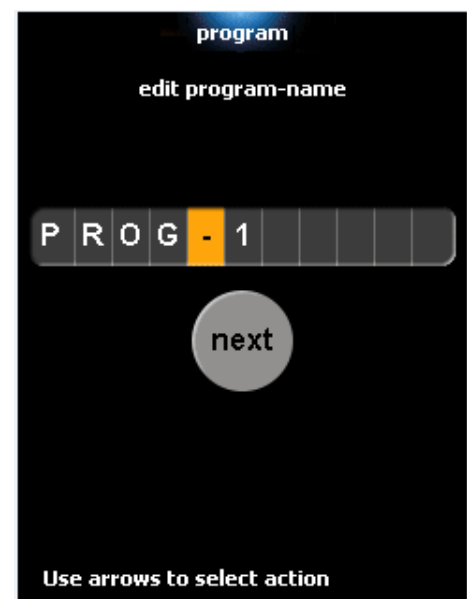 program
edit program-name
PROG-1
next
Use arrows to select action